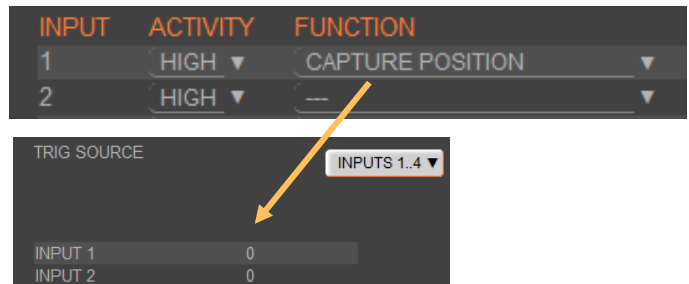 INPUT ACTIVITY FUNCTION
1 HIGH ▼ CAPTURE POSITION ▼
2 HIGH ▼ --- ▼
TRIG SOURCE INPUTS 1..4 ▼
INPUT 1 0
INPUT 2 0